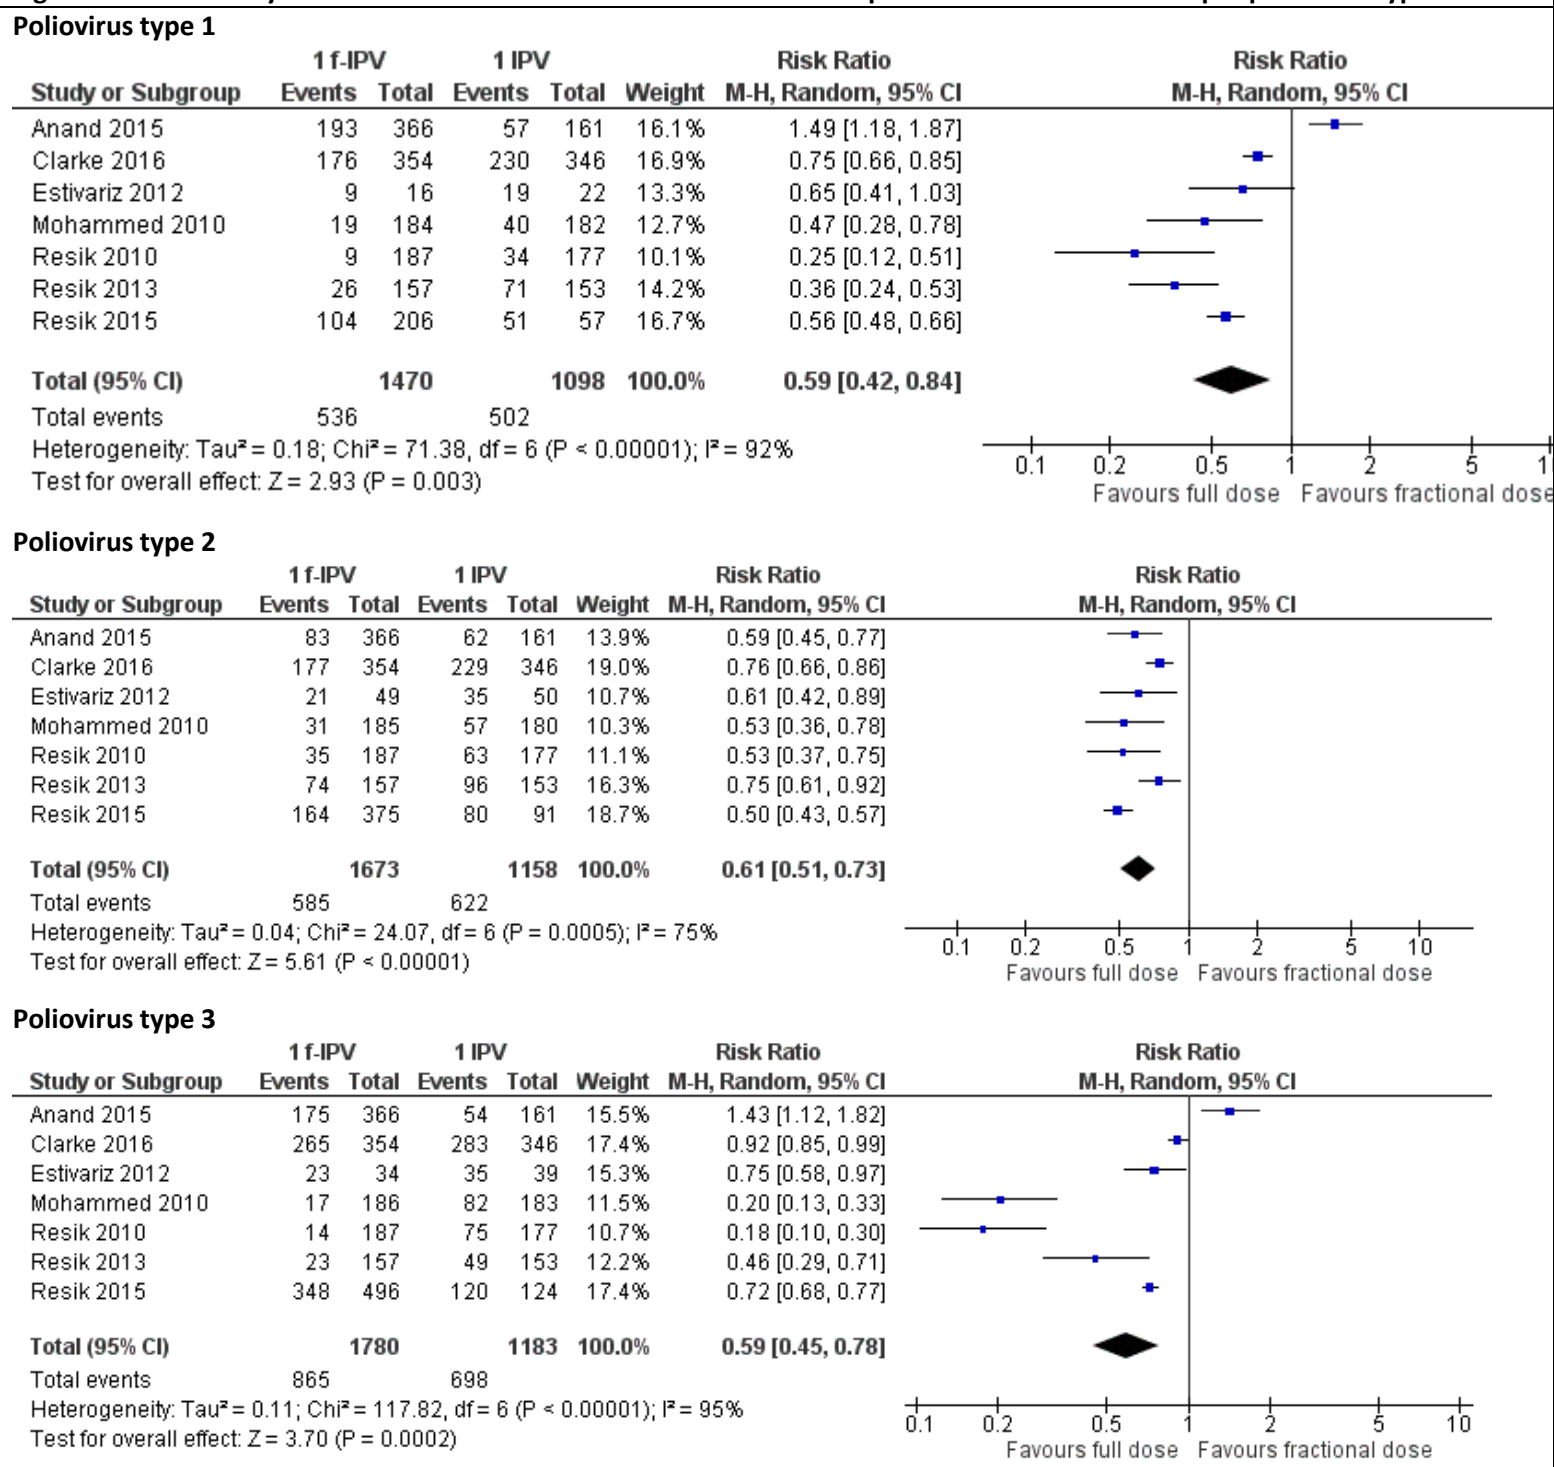 Poliovirus type 1
1 f-IPV 1 IPV Risk Ratio Risk Ratio
Study or Subgroup Events Total Events Total Weight M-H, Random, 95% CI M-H, Random, 95% CI
Anand 2015 193 366 57 161 16.1% 1.49 [1.18, 1.87]
Clarke 2016 176 354 230 346 16.9% 0.75 [0.66, 0.85]
Estivariz 2012 9 16 19 22 13.3% 0.65 [0.41, 1.03]
Mohammed 2010 19 184 40 182 12.7% 0.47 [0.28, 0.78]
Resik 2010 9 187 34 177 10.1% 0.25 [0.12, 0.51]
Resik 2013 26 157 71 153 14.2% 0.36 [0.24, 0.53]
Resik 2015 104 206 51 57 16.7% 0.56 [0.48, 0.66]
Total (95% CI) 1470 1098 100.0% 0.59 [0.42, 0.84]
Total events 536 502
Heterogeneity: Tau² = 0.18; Chi² = 71.38, df = 6 (P < 0.00001); I² = 92%
Test for overall effect: Z = 2.93 (P = 0.003)
0.1 0.2 0.5 1 2 5
Favours full dose Favours fractional dose
Poliovirus type 2
1 f-IPV 1 IPV Risk Ratio Risk Ratio
Study or Subgroup Events Total Events Total Weight M-H, Random, 95% CI M-H, Random, 95% CI
Anand 2015 83 366 62 161 13.9% 0.59 [0.45, 0.77]
Clarke 2016 177 354 229 346 19.0% 0.76 [0.66, 0.86]
Estivariz 2012 21 49 35 50 10.7% 0.61 [0.42, 0.89]
Mohammed 2010 31 185 57 180 10.3% 0.53 [0.36, 0.78]
Resik 2010 35 187 63 177 11.1% 0.53 [0.37, 0.75]
Resik 2013 74 157 96 153 16.3% 0.75 [0.61, 0.92]
Resik 2015 164 375 80 91 18.7% 0.50 [0.43, 0.57]
Total (95% CI) 1673 1158 100.0% 0.61 [0.51, 0.73]
Total events 585 622
Heterogeneity: Tau² = 0.04; Chi² = 24.07, df = 6 (P = 0.0005); I² = 75%
Test for overall effect: Z = 5.61 (P < 0.00001)
0.1 0.2 0.5 1 2 5 10
Favours full dose Favours fractional dose
Poliovirus type 3
1 f-IPV 1 IPV Risk Ratio Risk Ratio
Study or Subgroup Events Total Events Total Weight M-H, Random, 95% CI M-H, Random, 95% CI
Anand 2015 175 366 54 161 15.5% 1.43 [1.12, 1.82]
Clarke 2016 265 354 283 346 17.4% 0.92 [0.85, 0.99]
Estivariz 2012 23 34 35 39 15.3% 0.75 [0.58, 0.97]
Mohammed 2010 17 186 82 183 11.5% 0.20 [0.13, 0.33]
Resik 2010 14 187 75 177 10.7% 0.18 [0.10, 0.30]
Resik 2013 23 157 49 153 12.2% 0.46 [0.29, 0.71]
Resik 2015 348 496 120 124 17.4% 0.72 [0.68, 0.77]
Total (95% CI) 1780 1183 100.0% 0.59 [0.45, 0.78]
Total events 865 698
Heterogeneity: Tau² = 0.11; Chi² = 117.82, df = 6 (P < 0.00001); I² = 95%
Test for overall effect: Z = 3.70 (P = 0.0002)
0.1 0.2 0.5 1 2 5 10
Favours full dose Favours fractional dose